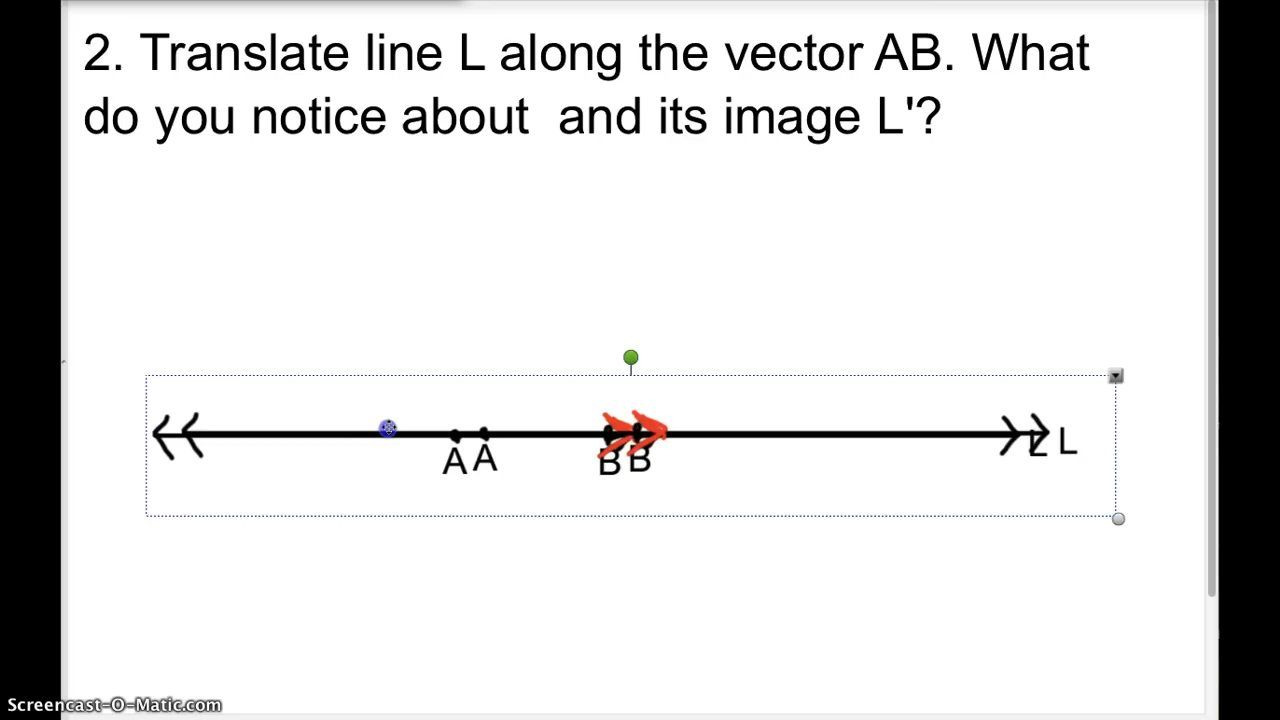 2. Translate line L along the vector AB. What
do you notice about  and its image L'?
A A B B L L
Screencast-O-Matic.com